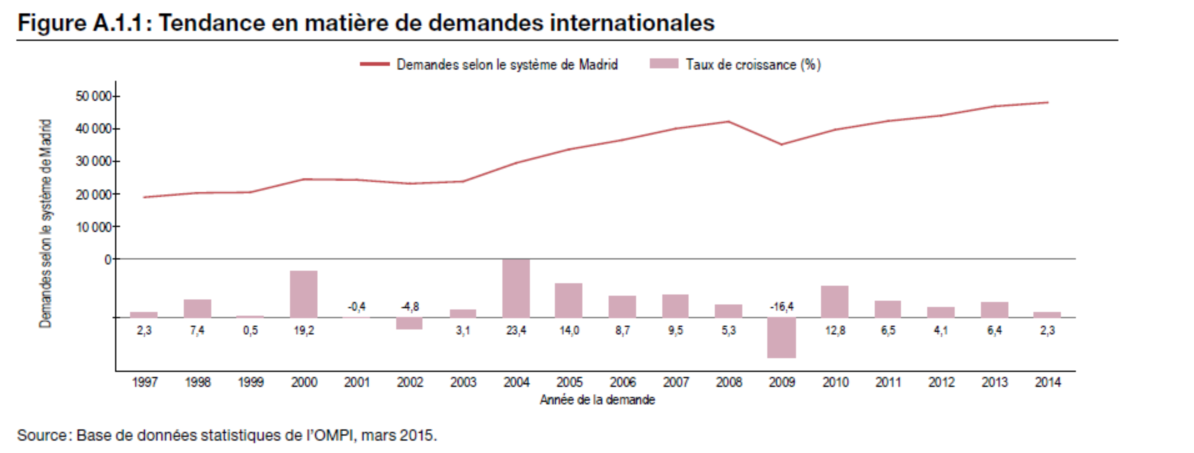 Figure A.1.1 : Tendance en matière de demandes internationales
Demandes selon le système de Madrid Taux de croissance (%)
Demandes selon le système de Madrid
50 000
40 000
30 000
20 000
10 000
0
2,3 7,4 0,5 19,2 -0,4 -4,8 3,1 23,4 14,0 8,7 9,5 5,3 -16,4 12,8 6,5 4,1 6,4 2,3
1997 1998 1999 2000 2001 2002 2003 2004 2005 2006 2007 2008 2009 2010 2011 2012 2013 2014
Année de la demande
Source : Base de données statistiques de l’OMPI, mars 2015.